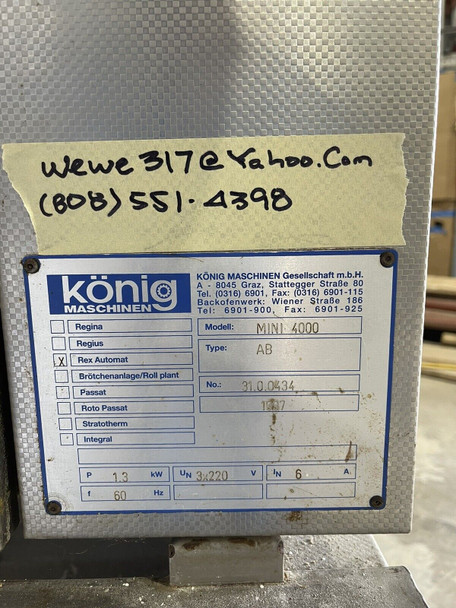 wewe317@Yahoo.Com
(808) 551-4398
könig
MASCHINEN
KÖNIG MASCHINEN Gesellschaft m.b.H.
A - 8045 Graz, Stattegger Straße 80
Tel. (0316) 6901, Fax: (0316) 6901-115
Backofenwerk: Wiener Straße 186
Tel: 6901-900, Fax: 6901-925
Regina
Regius
X Rex Automat
Brötchenanlage/Roll plant
Passat
Roto Passat
Stratotherm
Integral
Modell: MINI 4000
Type: AB
No.: 31.0.0434
P 1.3 kW UN 3x220 V IN 6 A.
f 60 Hz